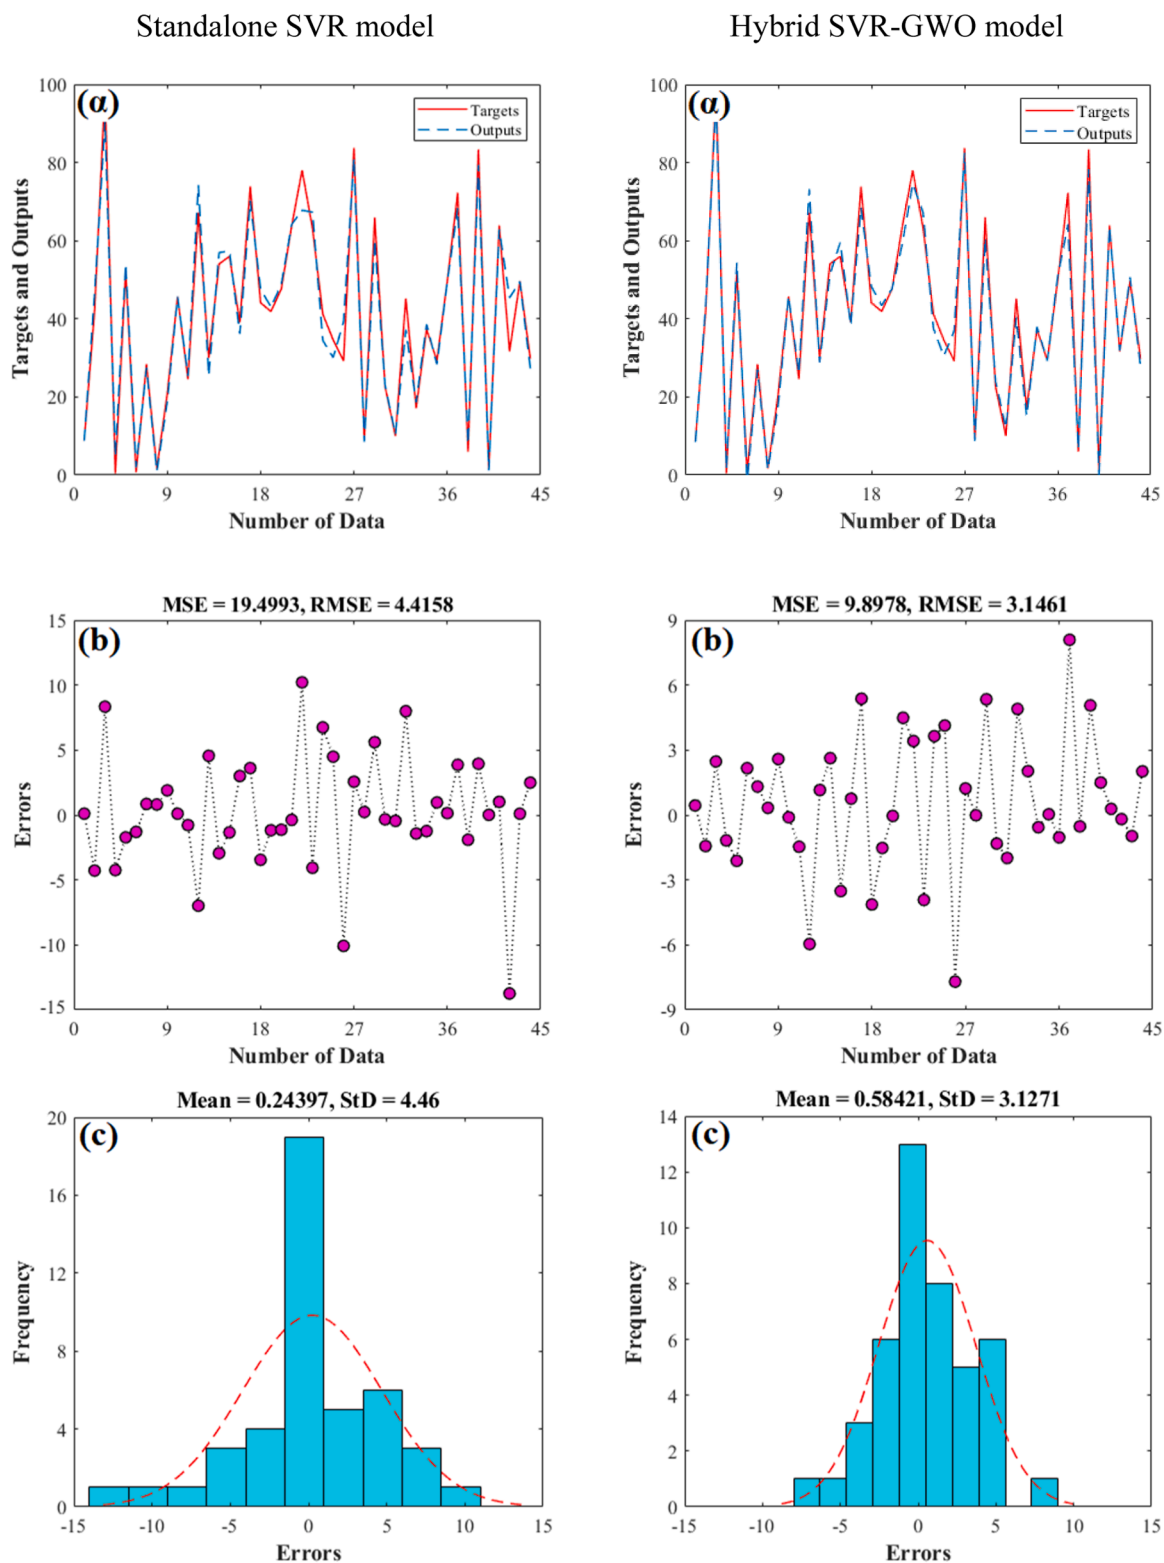 Standalone SVR model
Hybrid SVR-GWO model
(α)
Targets
Outputs
100
80
60
40
20
0
Targets and Outputs
0 9 18 27 36 45
Number of Data
(α)
Targets
Outputs
100
80
60
40
20
0
Targets and Outputs
0 9 18 27 36 45
Number of Data
MSE = 19.4993, RMSE = 4.4158
(b)
15
10
5
0
-5
-10
-15
Errors
0 9 18 27 36 45
Number of Data
MSE = 9.8978, RMSE = 3.1461
(b)
9
6
3
0
-3
-6
-9
Errors
0 9 18 27 36 45
Number of Data
Mean = 0.24397, StD = 4.46
(c)
20
16
12
8
4
0
Frequency
-15 -10 -5 0 5 10 15
Errors
Mean = 0.58421, StD = 3.1271
(c)
14
12
10
8
6
4
2
0
Frequency
-15 -10 -5 0 5 10 15
Errors